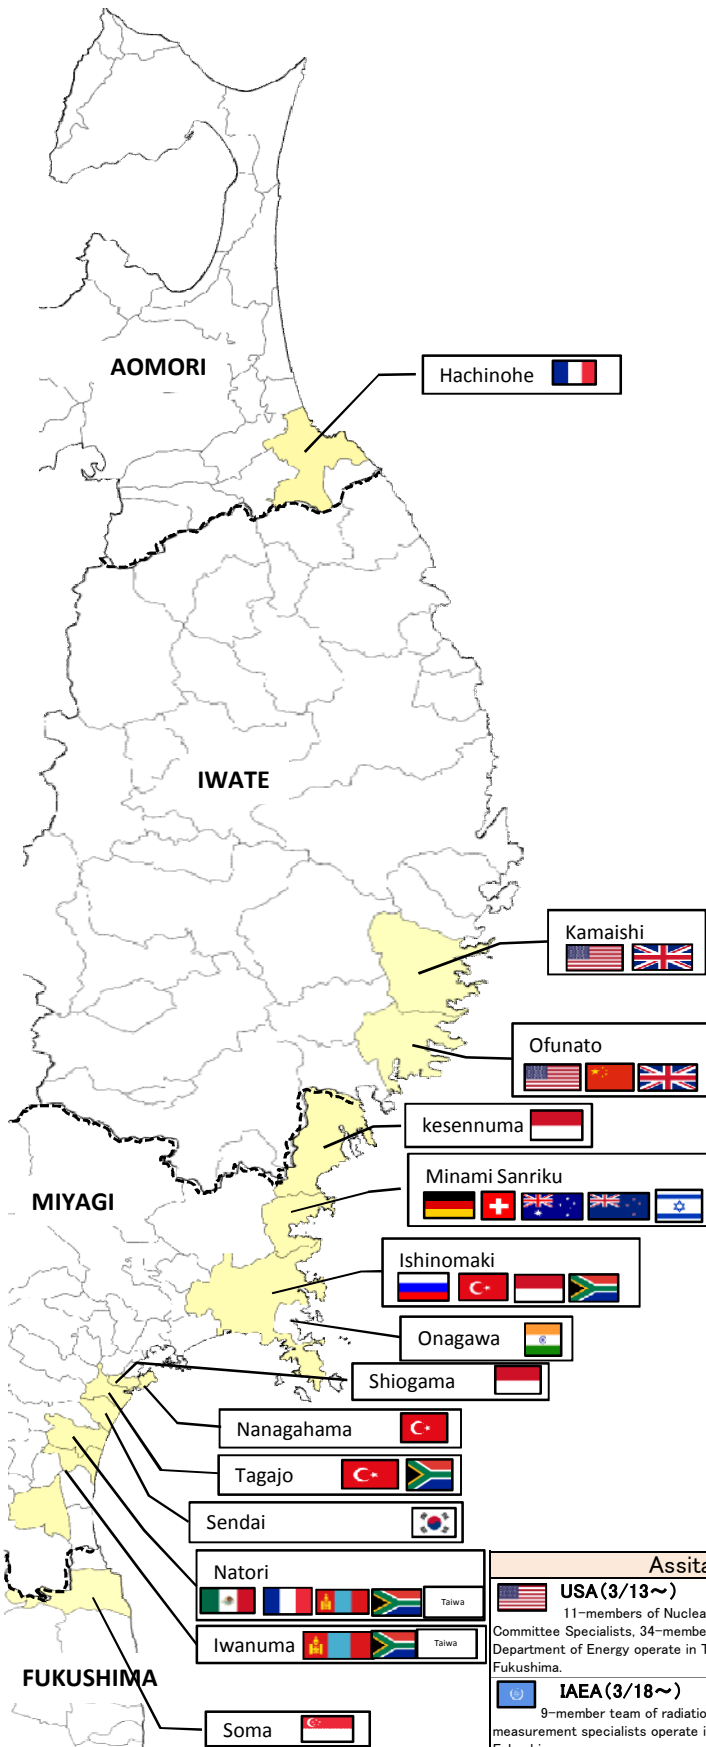 AOMORI
Hachinohe
IWATE
Kamaishi
Ofunato
kesennuma
Minami Sanriku
MIYAGI
Ishinomaki
Onagawa
Shiogama
Nanagahama
Tagajo
Sendai
Natori
Taiwa
Iwanuma
Taiwa
FUKUSHIMA
Soma
Assita
USA(3/13～)
11-members of Nuclea
Committee Specialists, 34-membe
Department of Energy operate in T
Fukushima.
IAEA(3/18～)
9-member team of radiatio
measurement specialists operate i